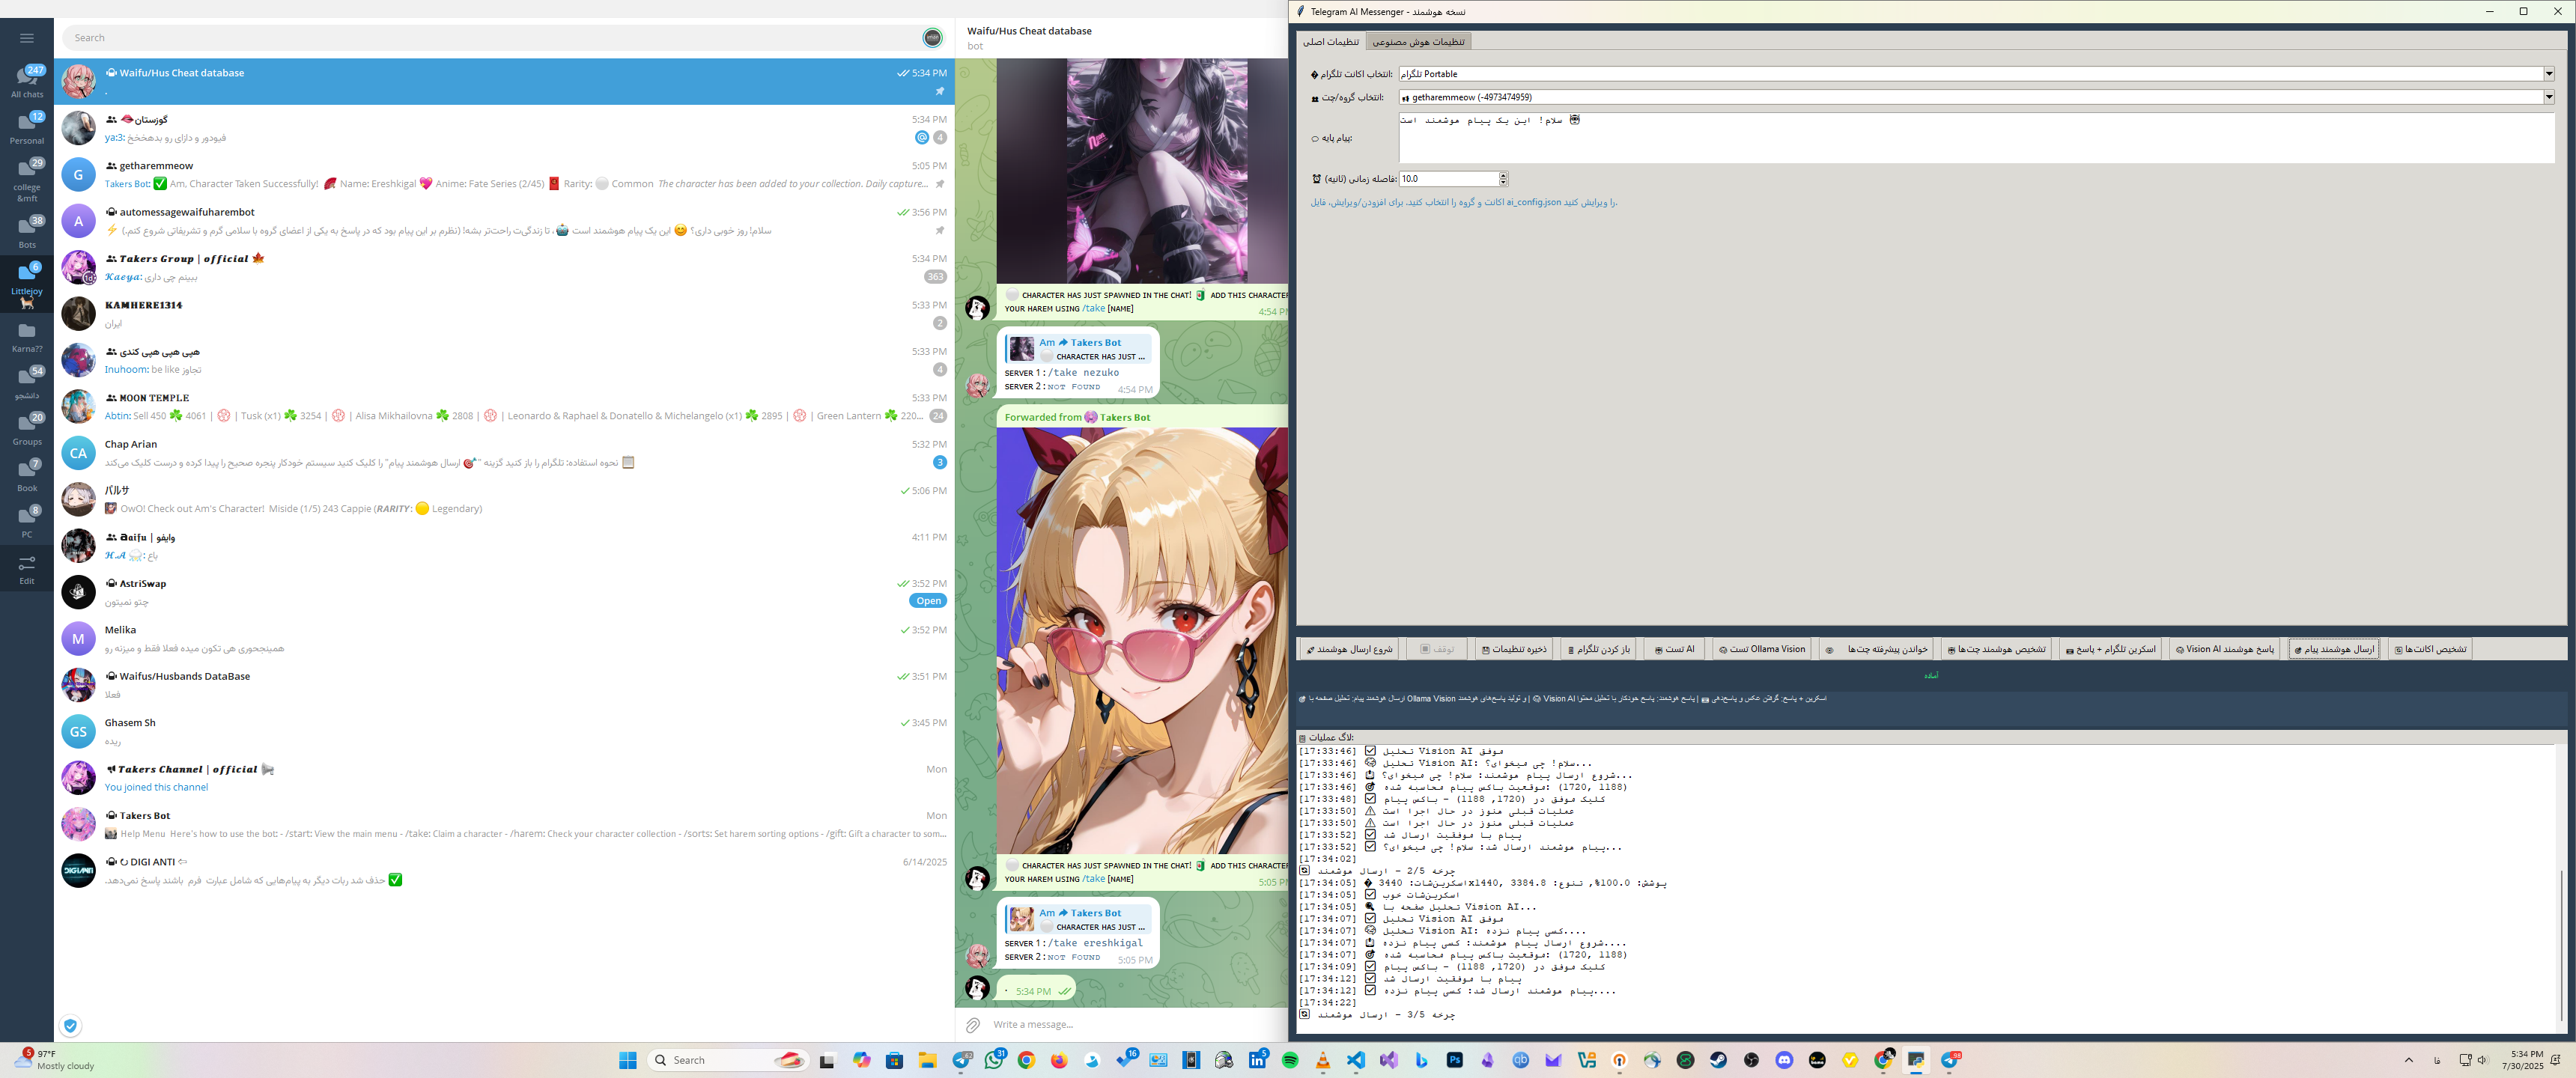 Search
247
All chats
12
Personal
29
college
&mft
38
Bots
6
Littlejoy
Karna??
54
دانشجو
20
Groups
7
Book
8
PC
Edit
Waifu/Hus Cheat database
5:34 PM
.
گوزستان
5:34 PM
ya:3: فیودور و دازای رو بدهخخخ
@ 4
getharemmeow
5:05 PM
Takers Bot: ✅ Am, Character Taken Successfully! Name: Ereshkigal 💖 Anime: Fate Series (2/45) Rarity: ⚪ Common The character has been added to your collection. Daily capture...
automessagewaifuharembot
3:56 PM
سلام! روز خوبی داری؟ 😊 این یک پیام هوشمند است 🤖، تا زندگی‌ت راحت‌تر بشه! (نظرم بر این پیام بود که در پاسخ به یکی از اعضای گروه با سلامی گرم و تشریفاتی شروع کنم.) ⚡
Takers Group | official 🍁
5:34 PM
Kaeya: ببینم چی داری
363
KAMHERE1314
5:33 PM
ایران
2
هپی هپی هپی کندی
5:33 PM
Inuhoom: be like تجاوز
4
MOON TEMPLE
5:33 PM
Abtin: Sell 450 ☘️ 4061 | Tusk (x1) ☘️ 3254 | Alisa Mikhailovna ☘️ 2808 | Leonardo & Raphael & Donatello & Michelangelo (x1) ☘️ 2895 | Green Lantern ☘️ 220...
24
CA
Chap Arian
5:32 PM
نحوه استفاده: تلگرام را باز کنید گزینه "🎯 ارسال هوشمند پیام" را کلیک کنید سیستم خودکار پنجره صحیح را پیدا کرده و درست کلیک می‌کند
3
パルサ
5:06 PM
OwO! Check out Am's Character! Miside (1/5) 243 Cappie (RARITY: 🟡 Legendary)
aifu | وایفو
4:11 PM
H.A : باع
AstriSwap
3:52 PM
چتو نمیتون
Open
M
Melika
3:52 PM
همینجوری هی تکون میده فعلا فقط و میزنه رو
Waifus/Husbands DataBase
3:51 PM
فعلا
GS
Ghasem Sh
3:45 PM
ریده
Takers Channel | official
Mon
You joined this channel
Takers Bot
Mon
Help Menu Here's how to use the bot: - /start: View the main menu - /take: Claim a character - /harem: Check your character collection - /sorts: Set harem sorting options - /gift: Gift a character to som...
DIGI ANTI
6/14/2025
حذف شد ربات دیگر به پیام‌هایی که شامل عبارت فرم باشند پاسخ نمی‌دهد. ✅
Waifu/Hus Cheat database
bot
⚪ CHARACTER HAS JUST SPAWNED IN THE CHAT! ADD THIS CHARACTER
YOUR HAREM USING /take [NAME]
4:54 PM
Am Takers Bot
⚪ CHARACTER HAS JUST ...
SERVER 1 : /take nezuko
SERVER 2 : NOT FOUND
4:54 PM
Forwarded from Takers Bot
⚪ CHARACTER HAS JUST SPAWNED IN THE CHAT! ADD THIS CHARACTER
YOUR HAREM USING /take [NAME]
5:05 PM
Am Takers Bot
⚪ CHARACTER HAS JUST ...
SERVER 1 : /take ereshkigal
SERVER 2 : NOT FOUND
5:05 PM
. 5:34 PM
Write a message...
Telegram AI Messenger - نسخه هوشمند
تنظیمات اصلی
تنظیمات هوش مصنوعی
انتخاب اکانت تلگرام:
تلگرام Portable
انتخاب گروه/چت:
getharemmeow (-4973474959)
پیام پایه:
سلام! این یک پیام هوشمند است 🤖
فاصله زمانی (ثانیه):
10.0
اکانت و گروه را انتخاب کنید. برای افزودن/ویرایش، فایل ai_config.json را ویرایش کنید.
شروع ارسال هوشمند
توقف
ذخیره تنظیمات
باز کردن تلگرام
تست AI
تست Ollama Vision
خواندن پیشرفته چت‌ها
تشخیص هوشمند چت‌ها
اسکرین تلگرام + پاسخ
پاسخ هوشمند Vision AI
ارسال هوشمند پیام
تشخیص اکانت‌ها
آماده
ارسال هوشمند پیام: تحلیل صفحه با Ollama Vision و تولید پاسخ‌های هوشمند | Vision AI پاسخ هوشمند: پاسخ خودکار با تحلیل محتوا | اسکرین + پاسخ: گرفتن عکس و پاسخ‌دهی
لاگ عملیات:
[17:33:46] ✅ تحلیل Vision AI موفق
[17:33:46] تحلیل Vision AI: سلام! چی میخوای؟...
[17:33:46] شروع ارسال پیام هوشمند: سلام! چی میخوای؟...
[17:33:46] 🎯 موقعیت باکس پیام محاسبه شده: (1720, 1188)
[17:33:48] ✅ کلیک موفق در (1720, 1188) - باکس پیام
[17:33:50] ⚠️ عملیات قبلی هنوز در حال اجرا است
[17:33:50] ⚠️ عملیات قبلی هنوز در حال اجرا است
[17:33:52] ✅ پیام با موفقیت ارسال شد
[17:33:52] ✅ پیام هوشمند ارسال شد: سلام! چی میخوای؟...
[17:34:02]
چرخه 2/5 - ارسال هوشمند
[17:34:05] اسکرین‌شات: 3440x1440, پوشش: 100.0%, تنوع: 3384.8
[17:34:05] ✅ اسکرین‌شات خوب
[17:34:05] 🔍 تحلیل صفحه با Vision AI...
[17:34:07] ✅ تحلیل Vision AI موفق
[17:34:07] تحلیل Vision AI: کسی پیام نزده....
[17:34:07] شروع ارسال پیام هوشمند: کسی پیام نزده....
[17:34:07] 🎯 موقعیت باکس پیام محاسبه شده: (1720, 1188)
[17:34:09] ✅ کلیک موفق در (1720, 1188) - باکس پیام
[17:34:12] ✅ پیام با موفقیت ارسال شد
[17:34:12] ✅ پیام هوشمند ارسال شد: کسی پیام نزده....
[17:34:22]
چرخه 3/5 - ارسال هوشمند
5
97°F
Mostly cloudy
Search
31
16
5
فا
5:34 PM
7/30/2025